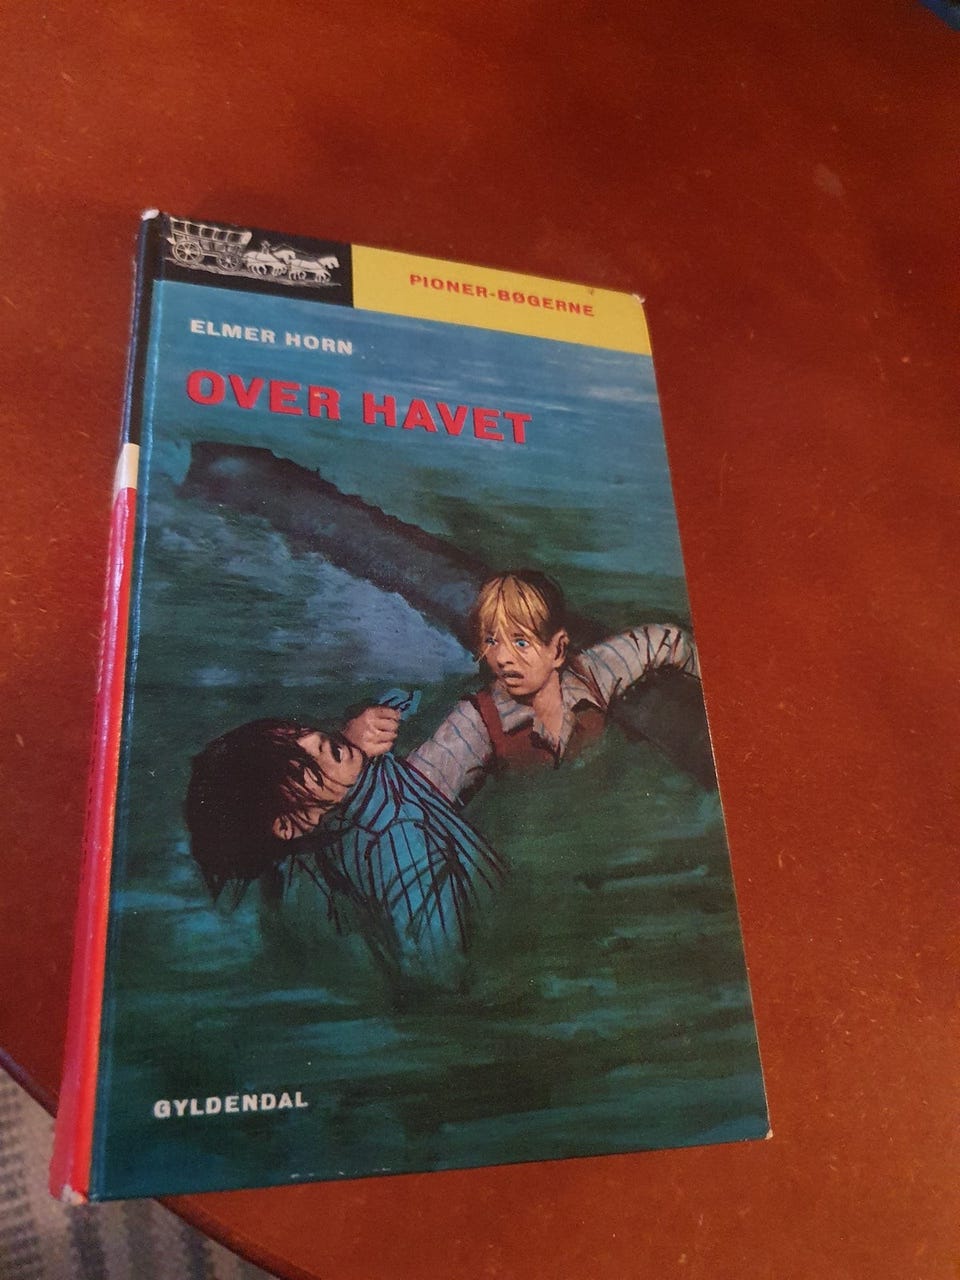 PIONER-BØGERNE
ELMER HORN
OVER HAVET
GYLDENDAL